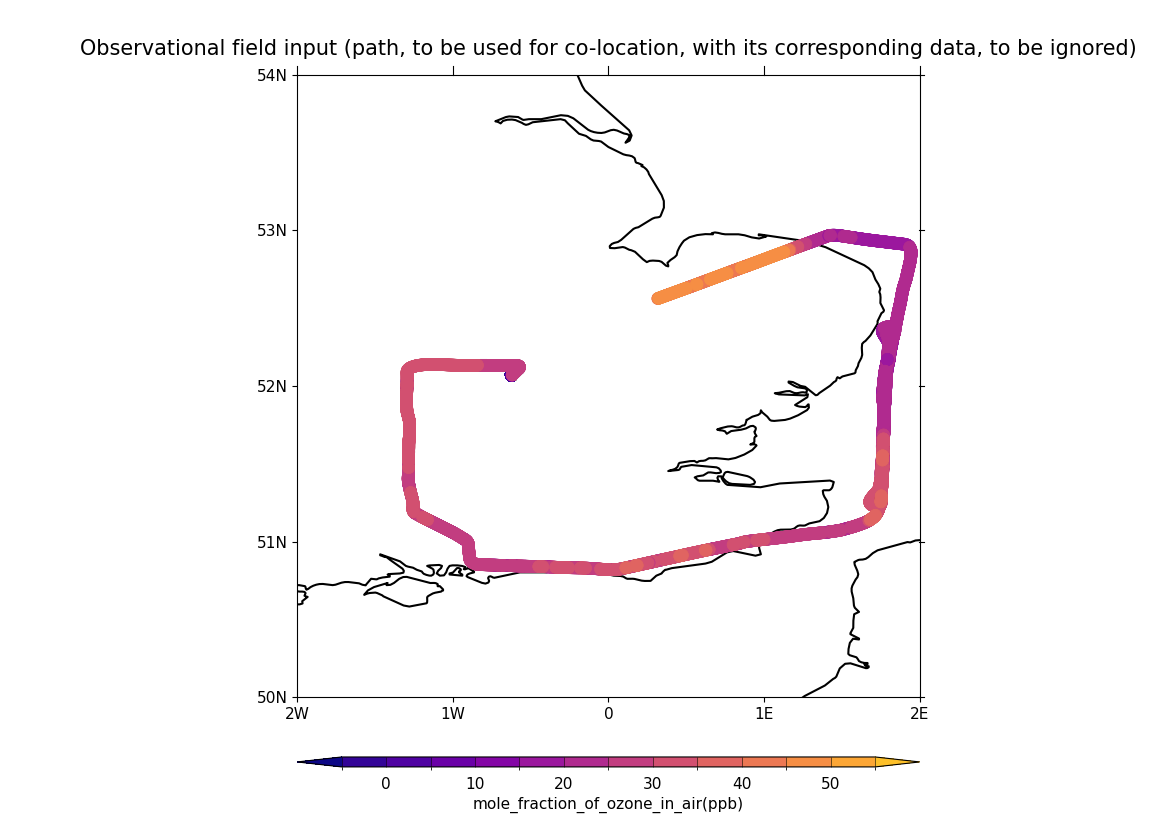 Observational field input (path, to be used for co-location, with its corresponding data, to be ignored)
54N
53N
52N
51N
50N
2W 1W 0 1E 2E
0 10 20 30 40 50
mole_fraction_of_ozone_in_air(ppb)